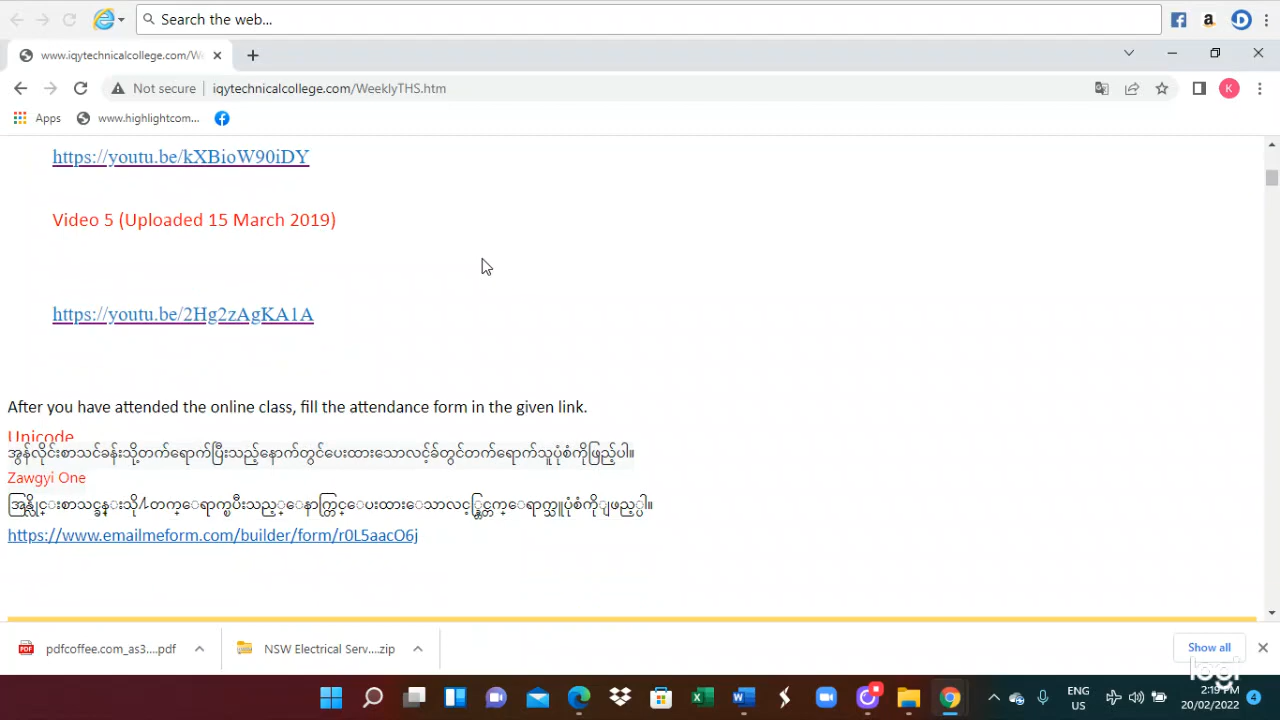 Search the web...
www.iqytechnicalcollege.com/We
Not secure
iqytechnicalcollege.com/WeeklyTHS.htm
K
Apps
www.highlightcom...
https://youtu.be/kXBioW90iDY
Video 5 (Uploaded 15 March 2019)
https://youtu.be/2Hg2zAgKA1A
After you have attended the online class, fill the attendance form in the given link.
Unicode
အွန်လိုင်းစာသင်ခန်းသို့တက်ရောက်ပြီးသည့်နောက်တွင်ပေးထားသောလင့်ခ်တွင်တက်ရောက်သူပုံစံကိုဖြည့်ပါ။
Zawgyi One
https://www.emailmeform.com/builder/form/r0L5aacO6j
pdfcoffee.com_as3....pdf
NSW Electrical Serv....zip
Show all
logi
ENG
US
2:19 PM
20/02/2022
4